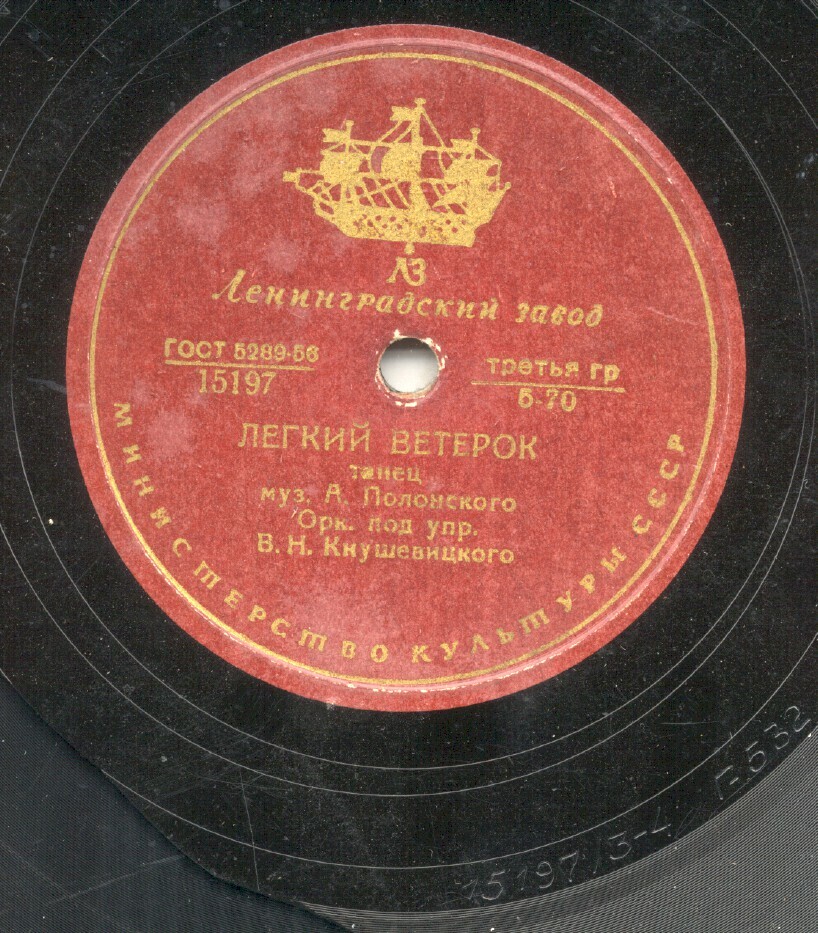 ЛЗ
Ленинградский завод
ГОСТ 5289-56
15197
третья гр
5-70
ЛЕГКИЙ ВЕТЕРОК
танец
муз. А. Полонского
Орк. под упр.
В. Н. Кнушевицкого
МИНИСТЕРСТВО КУЛЬТУРЫ СССР
15197/3-4 Г-532